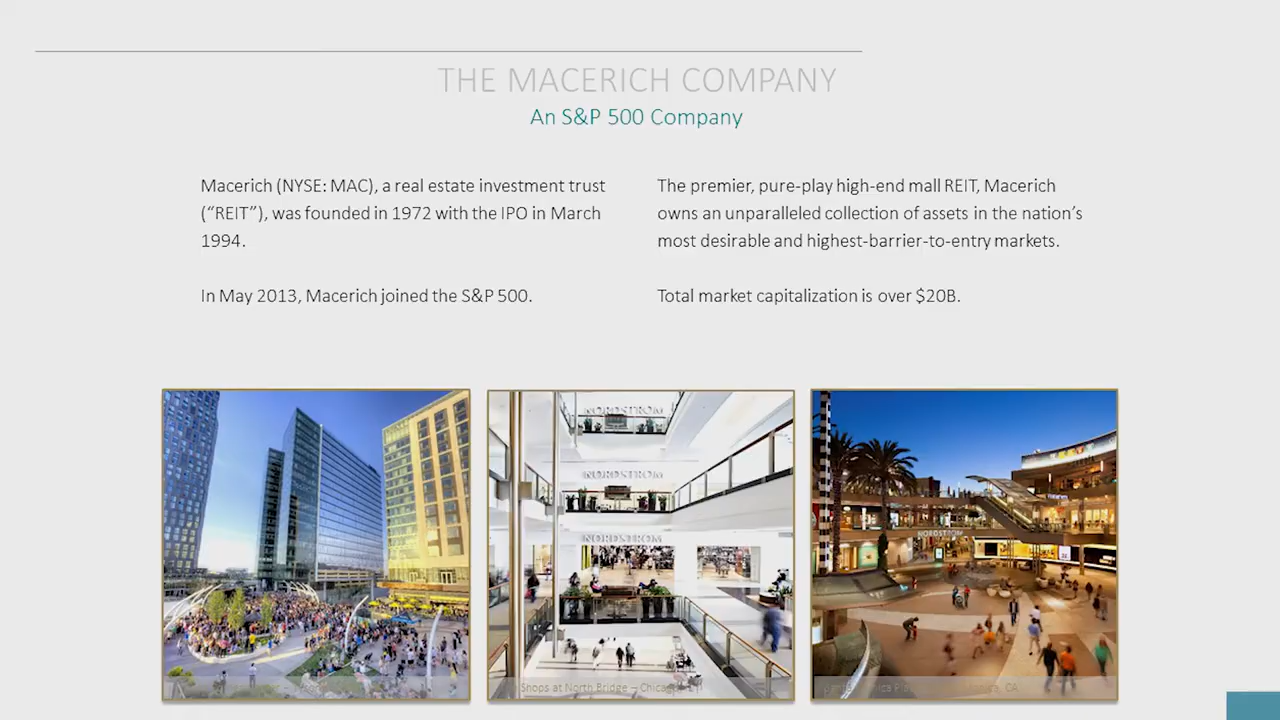 THE MACERICH COMPANY
An S&P 500 Company
Macerich (NYSE: MAC), a real estate investment trust
(“REIT”), was founded in 1972 with the IPO in March
1994.
In May 2013, Macerich joined the S&P 500.
The premier, pure-play high-end mall REIT, Macerich
owns an unparalleled collection of assets in the nation’s
most desirable and highest-barrier-to-entry markets.
Total market capitalization is over $20B.
NORDSTROM
NORDSTROM
NORDSTROM
NORDSTROM
Shops at North Bridge – Chicago,
CA